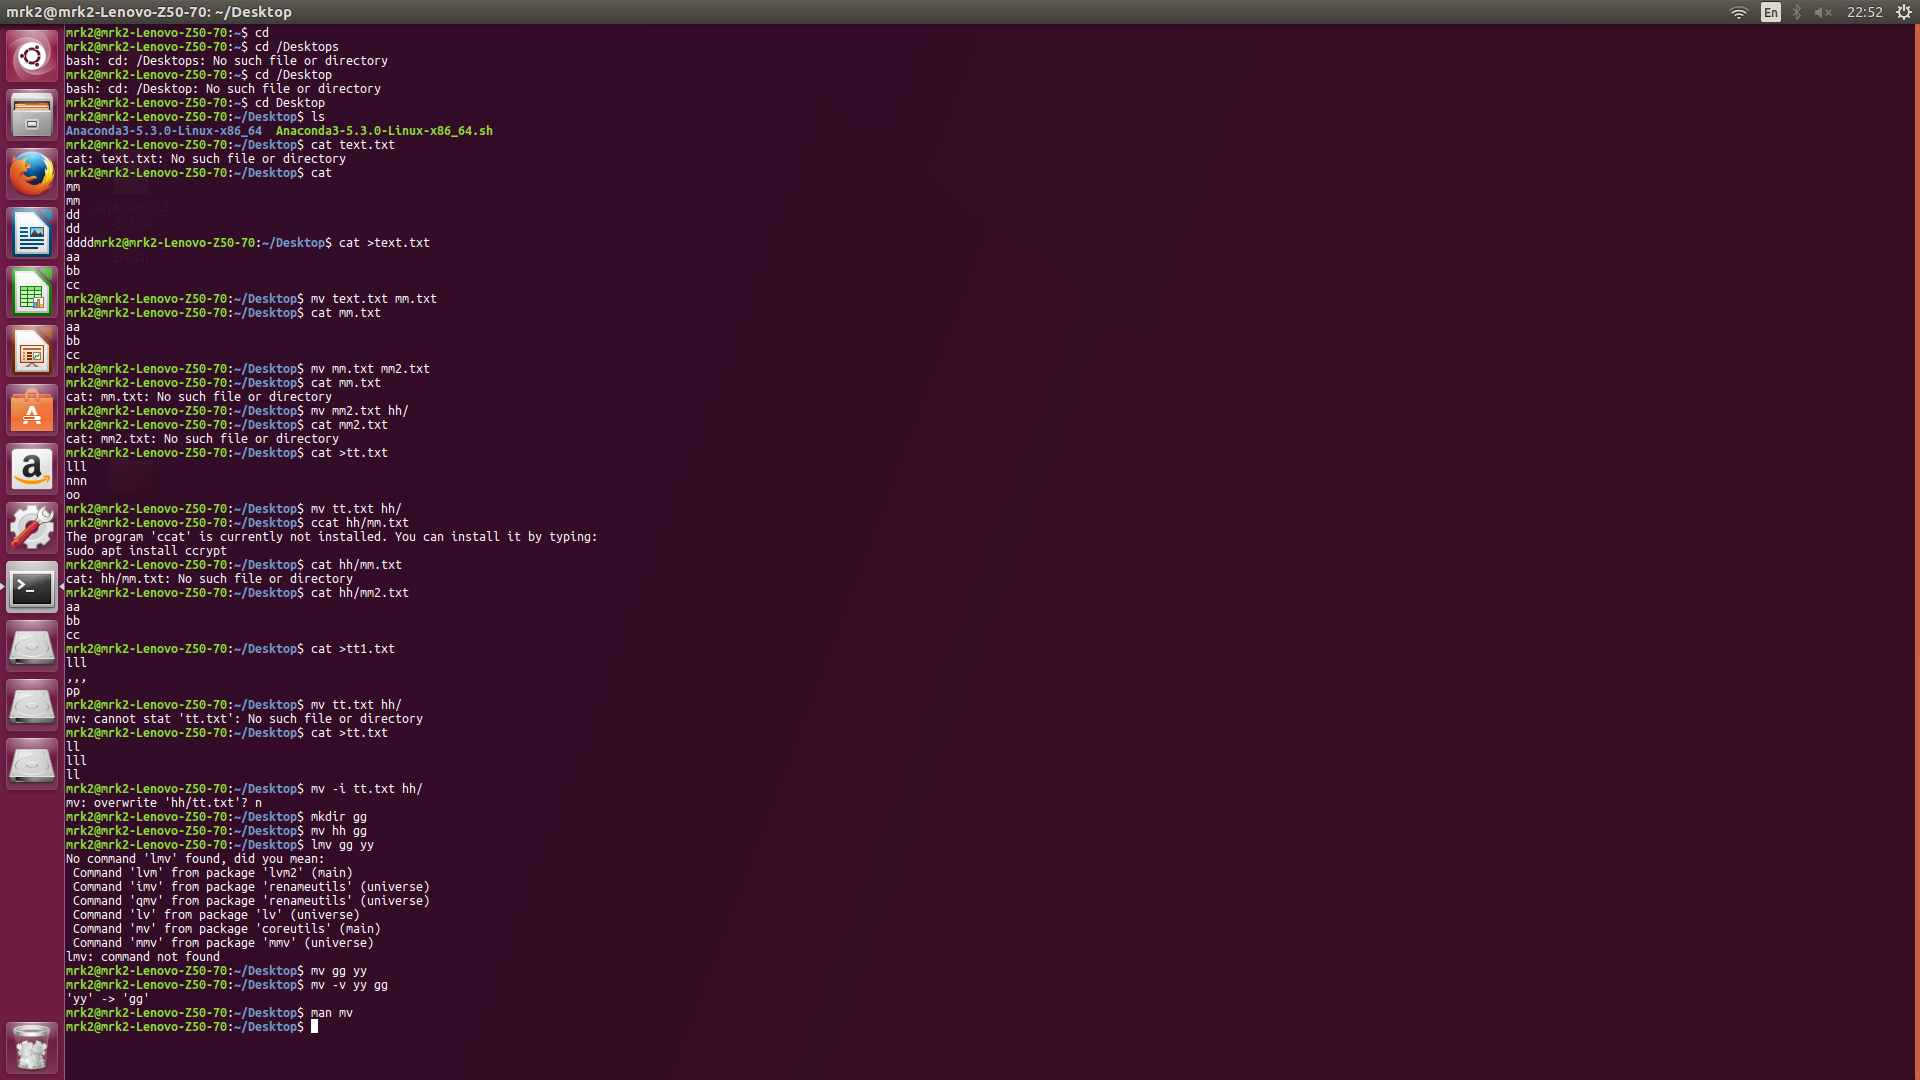 mrk2@mrk2-Lenovo-Z50-70: ~/Desktop
En
22:52
mrk2@mrk2-Lenovo-Z50-70:~$ cd
mrk2@mrk2-Lenovo-Z50-70:~$ cd /Desktops
bash: cd: /Desktops: No such file or directory
mrk2@mrk2-Lenovo-Z50-70:~$ cd /Desktop
bash: cd: /Desktop: No such file or directory
mrk2@mrk2-Lenovo-Z50-70:~$ cd Desktop
mrk2@mrk2-Lenovo-Z50-70:~/Desktop$ ls
Anaconda3-5.3.0-Linux-x86_64  Anaconda3-5.3.0-Linux-x86_64.sh
mrk2@mrk2-Lenovo-Z50-70:~/Desktop$ cat text.txt
cat: text.txt: No such file or directory
mrk2@mrk2-Lenovo-Z50-70:~/Desktop$ cat
mm
mm
dd
dd
ddddmrk2@mrk2-Lenovo-Z50-70:~/Desktop$ cat >text.txt
aa
bb
cc
mrk2@mrk2-Lenovo-Z50-70:~/Desktop$ mv text.txt mm.txt
mrk2@mrk2-Lenovo-Z50-70:~/Desktop$ cat mm.txt
aa
bb
cc
mrk2@mrk2-Lenovo-Z50-70:~/Desktop$ mv mm.txt mm2.txt
mrk2@mrk2-Lenovo-Z50-70:~/Desktop$ cat mm.txt
cat: mm.txt: No such file or directory
mrk2@mrk2-Lenovo-Z50-70:~/Desktop$ mv mm2.txt hh/
mrk2@mrk2-Lenovo-Z50-70:~/Desktop$ cat mm2.txt
cat: mm2.txt: No such file or directory
mrk2@mrk2-Lenovo-Z50-70:~/Desktop$ cat >tt.txt
lll
nnn
oo
mrk2@mrk2-Lenovo-Z50-70:~/Desktop$ mv tt.txt hh/
mrk2@mrk2-Lenovo-Z50-70:~/Desktop$ ccat hh/mm.txt
The program 'ccat' is currently not installed. You can install it by typing:
sudo apt install ccrypt
mrk2@mrk2-Lenovo-Z50-70:~/Desktop$ cat hh/mm.txt
cat: hh/mm.txt: No such file or directory
mrk2@mrk2-Lenovo-Z50-70:~/Desktop$ cat hh/mm2.txt
aa
bb
cc
mrk2@mrk2-Lenovo-Z50-70:~/Desktop$ cat >tt1.txt
lll
,,,
pp
mrk2@mrk2-Lenovo-Z50-70:~/Desktop$ mv tt.txt hh/
mv: cannot stat 'tt.txt': No such file or directory
mrk2@mrk2-Lenovo-Z50-70:~/Desktop$ cat >tt.txt
ll
lll
ll
mrk2@mrk2-Lenovo-Z50-70:~/Desktop$ mv -i tt.txt hh/
mv: overwrite 'hh/tt.txt'? n
mrk2@mrk2-Lenovo-Z50-70:~/Desktop$ mkdir gg
mrk2@mrk2-Lenovo-Z50-70:~/Desktop$ mv hh gg
mrk2@mrk2-Lenovo-Z50-70:~/Desktop$ lmv gg yy
No command 'lmv' found, did you mean:
 Command 'lvm' from package 'lvm2' (main)
 Command 'imv' from package 'renameutils' (universe)
 Command 'qmv' from package 'renameutils' (universe)
 Command 'lv' from package 'lv' (universe)
 Command 'mv' from package 'coreutils' (main)
 Command 'mmv' from package 'mmv' (universe)
lmv: command not found
mrk2@mrk2-Lenovo-Z50-70:~/Desktop$ mv gg yy
mrk2@mrk2-Lenovo-Z50-70:~/Desktop$ mv -v yy gg
'yy' -> 'gg'
mrk2@mrk2-Lenovo-Z50-70:~/Desktop$ man mv
mrk2@mrk2-Lenovo-Z50-70:~/Desktop$